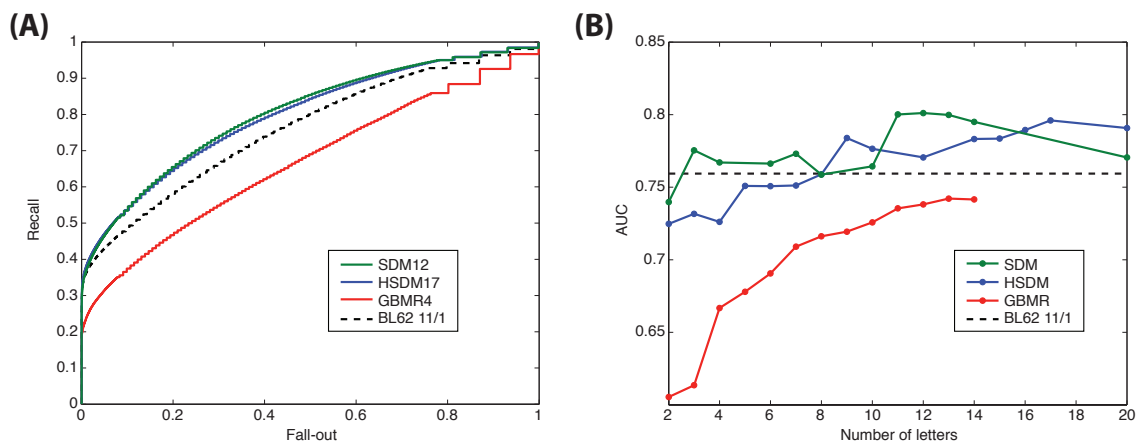 (A)
1
0.9
0.8
0.7
0.6
0.5
0.4
0.3
0.2
0.1
0
Recall
0
0.2
0.4
0.6
0.8
1
Fall-out
SDM12
HSDM17
GBMR4
BL62 11/1
(B)
0.85
0.8
0.75
0.7
0.65
AUC
2
4
6
8
10
12
14
16
18
20
Number of letters
SDM
HSDM
GBMR
BL62 11/1